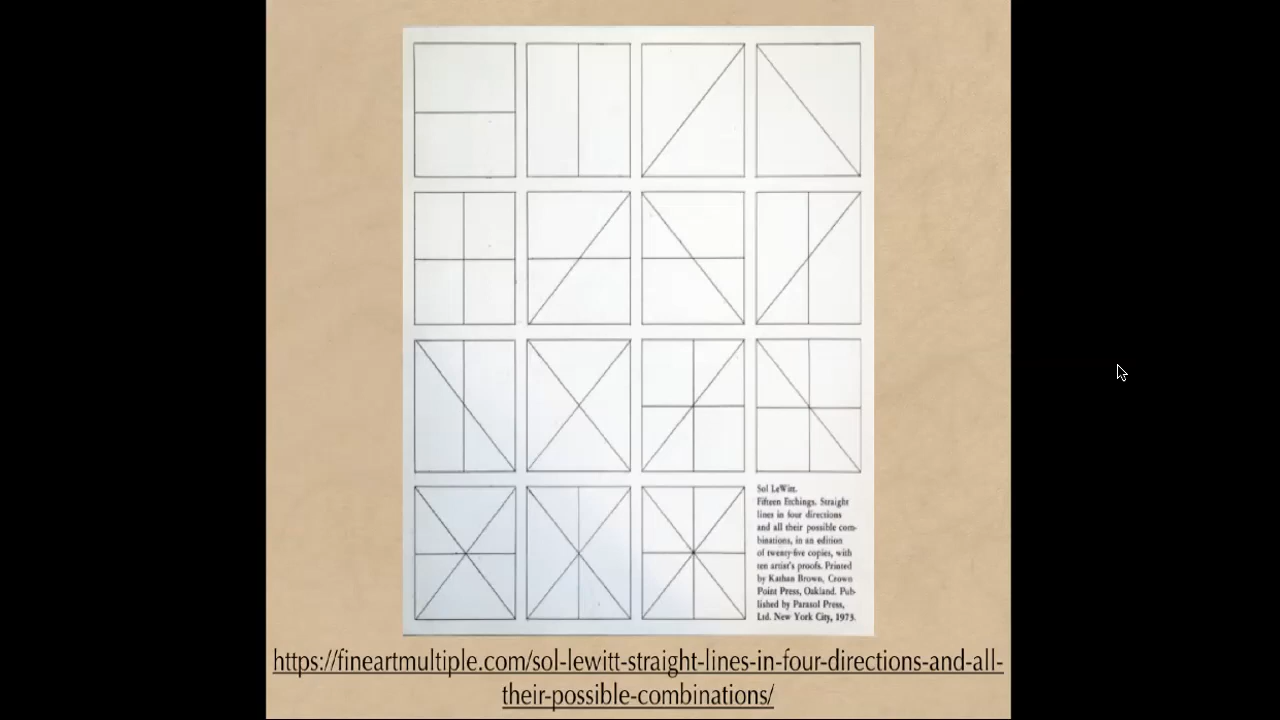 Sol LeWitt.
Fifteen Etchings. Straight
lines in four directions
and all their possible com-
binations, in an edition
of twenty-five copies, with
ten artist's proofs. Printed
by Kathan Brown, Crown
Point Press, Oakland. Pub-
lished by Parasol Press,
Ltd. New York City, 1973.
https://fineartmultiple.com/sol-lewitt-straight-lines-in-four-directions-and-all-
their-possible-combinations/